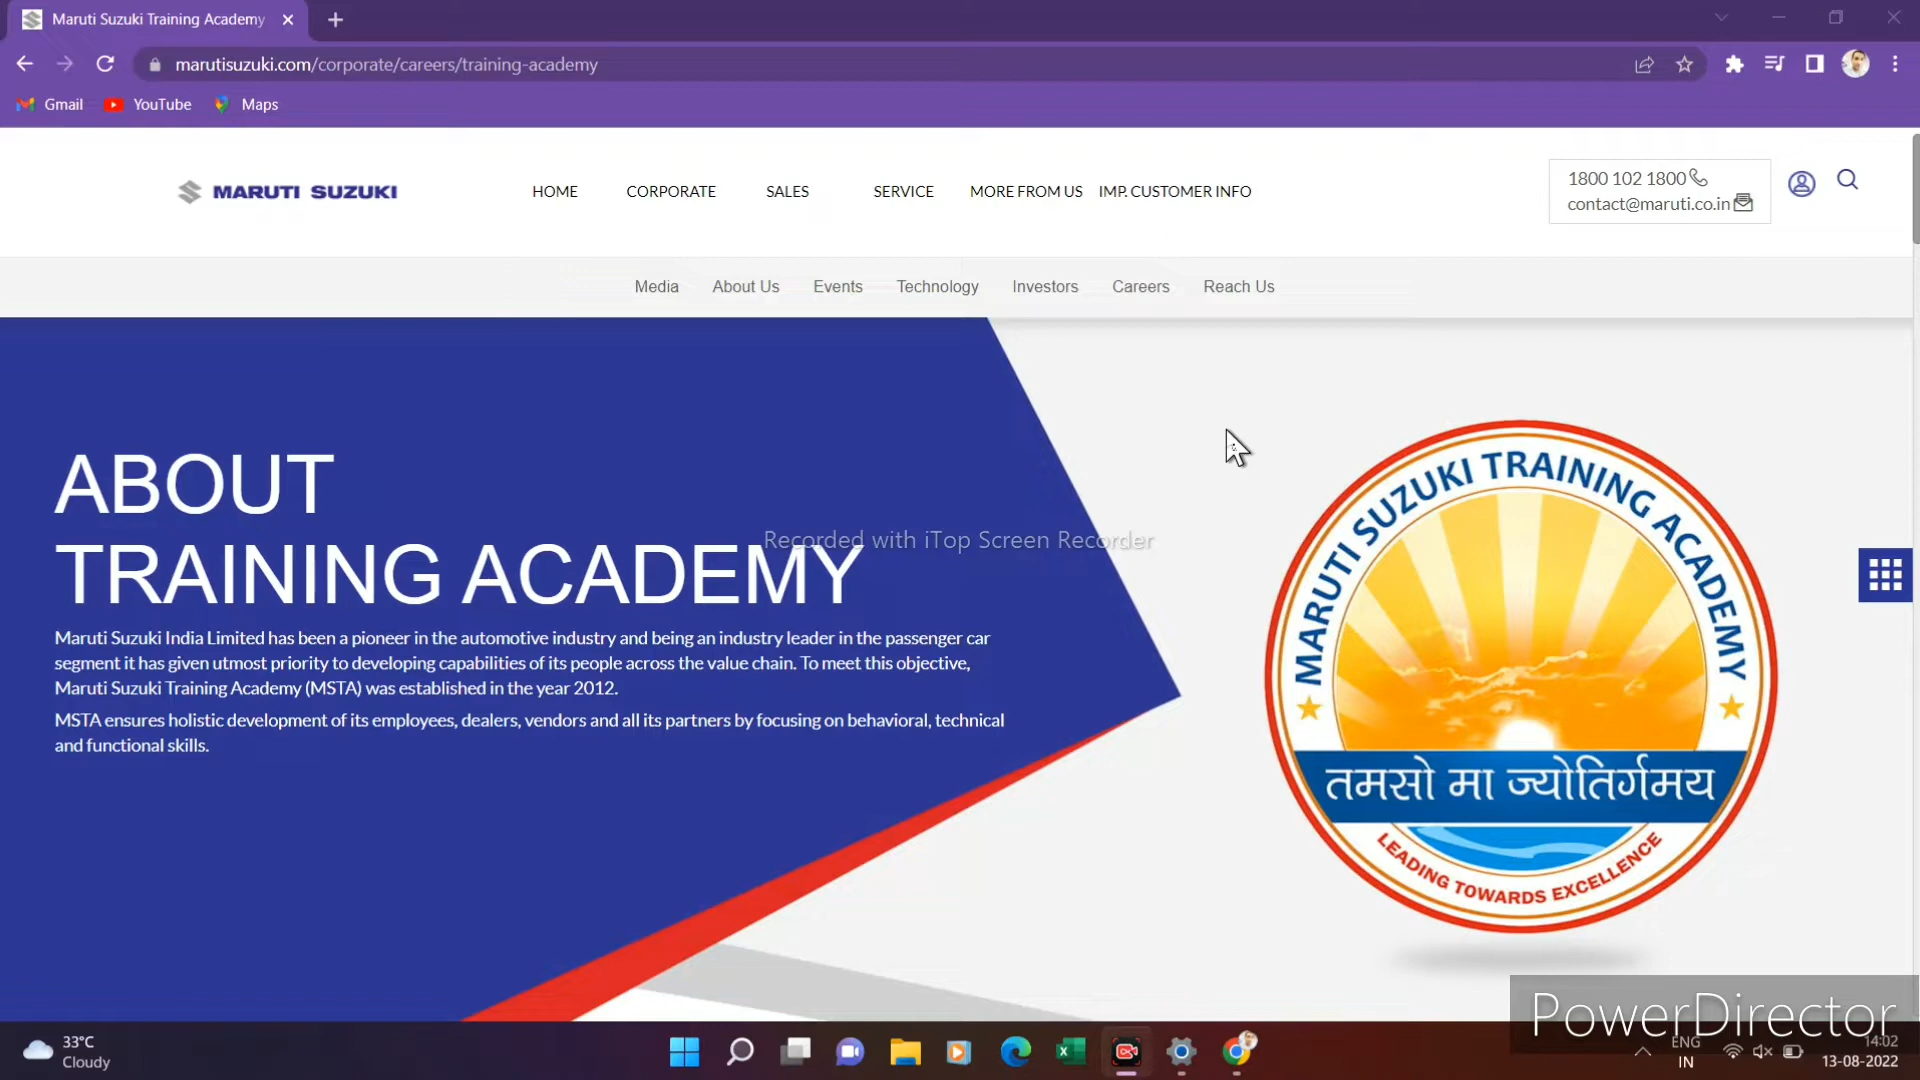 Maruti Suzuki Training Academy
marutisuzuki.com/corporate/careers/training-academy
Gmail YouTube Maps
MARUTI SUZUKI HOME CORPORATE SALES SERVICE MORE FROM US IMP. CUSTOMER INFO
1800 102 1800
contact@maruti.co.in
Media About Us Events Technology Investors Careers Reach Us
ABOUT
TRAINING ACADEMY
Recorded with iTop Screen Recorder
Maruti Suzuki India Limited has been a pioneer in the automotive industry and being an industry leader in the passenger car
segment it has given utmost priority to developing capabilities of its people across the value chain. To meet this objective,
Maruti Suzuki Training Academy (MSTA) was established in the year 2012.
MSTA ensures holistic development of its employees, dealers, vendors and all its partners by focusing on behavioral, technical
and functional skills.
MARUTI SUZUKI TRAINING ACADEMY
तमसो मा ज्योतिर्गमय
LEADING TOWARDS EXCELLENCE
PowerDirector
33°C
Cloudy
ENG
IN
14:02
13-08-2022